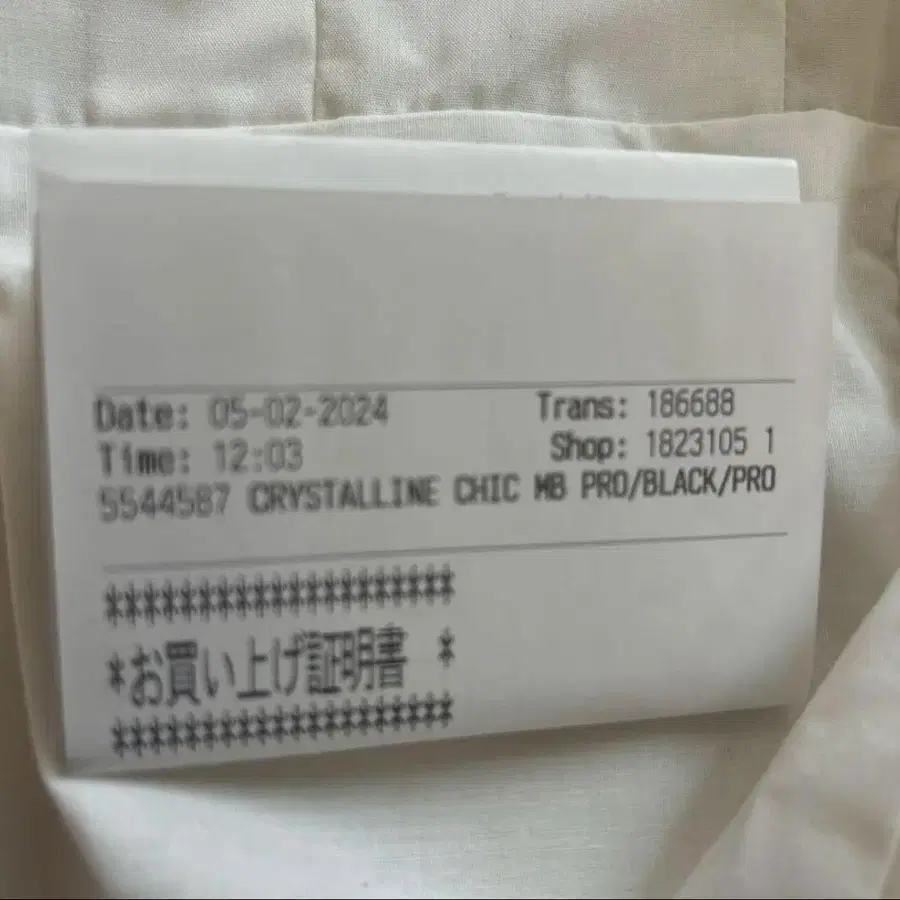 Date: 05-02-2024 Trans: 186688
Time: 12:03 Shop: 1823105 1
5544587 CRYSTALLINE CHIC MB PRO/BLACK/PRO
*******************
*お買い上げ証明書 *
*******************